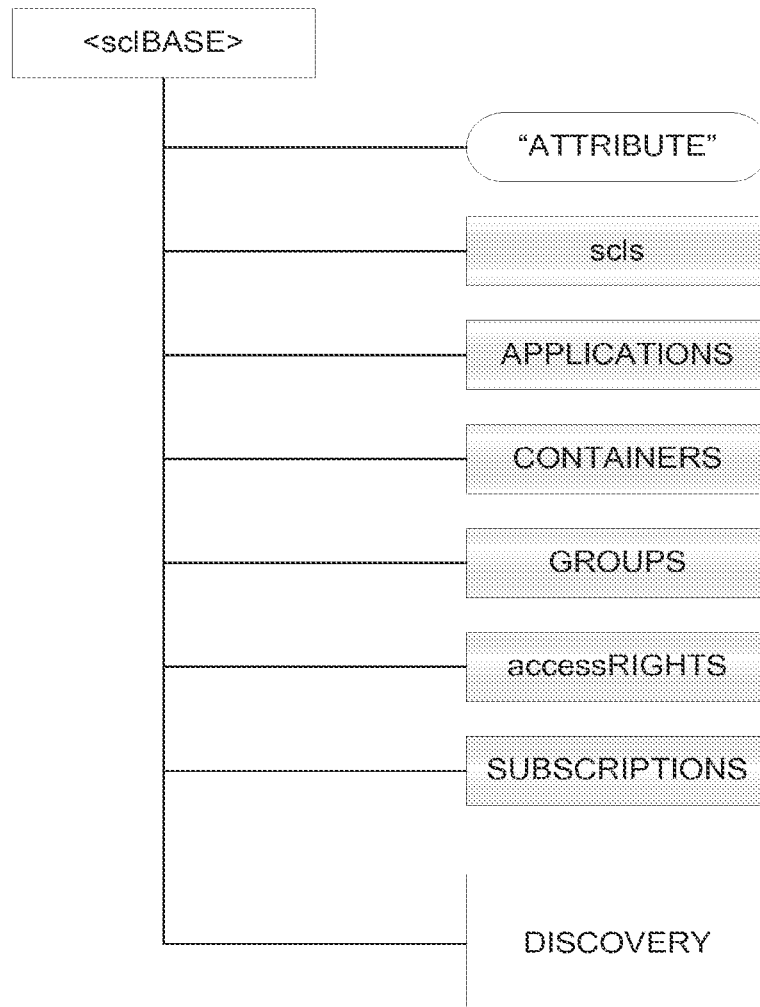 <sclBASE>
“ATTRIBUTE”
scls
APPLICATIONS
CONTAINERS
GROUPS
accessRIGHTS
SUBSCRIPTIONS
DISCOVERY